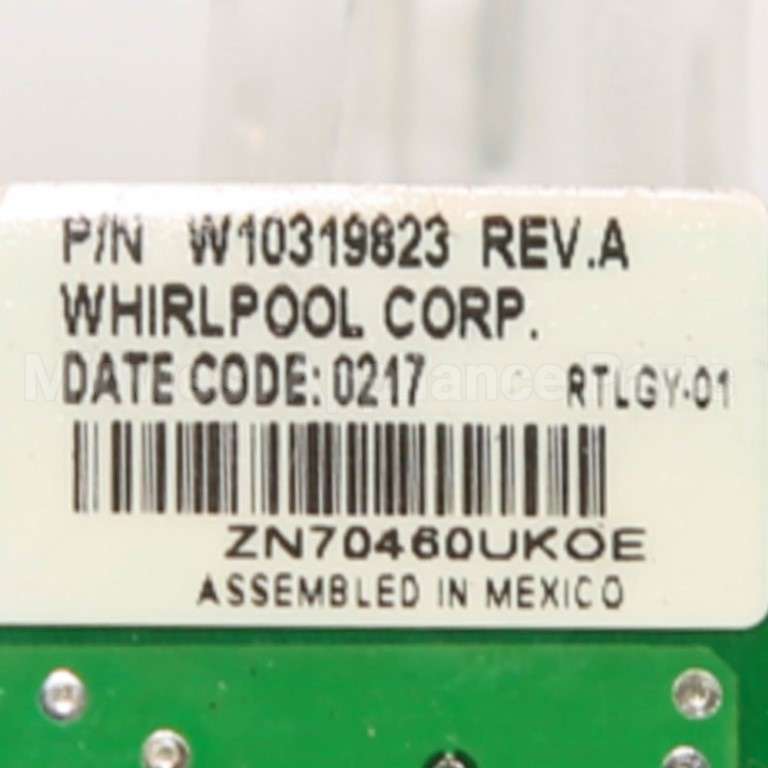 P/N W10319823 REV.A
WHIRLPOOL CORP.
DATE CODE: 0217 RTLGY-01
ZN70460UKOE
ASSEMBLED IN MEXICO